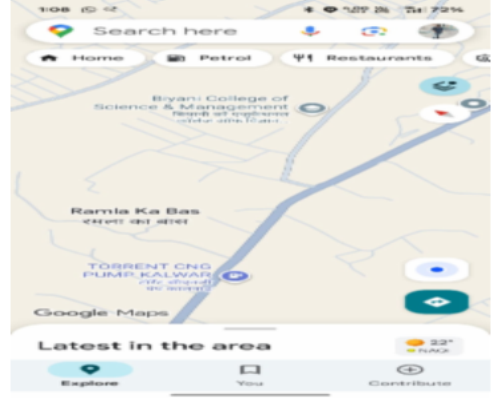 1:08
72%
Search here
Home
Petrol
Restaurants
Biyani College of
Science & Management
Ramla Ka Bas
रमला का बास
TORRENT CNG
PUMP, KALWAR
Google Maps
Latest in the area
22°
Explore
You
Contribute